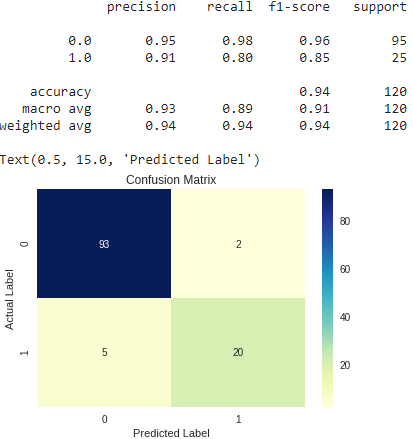 precision recall f1-score support
0.0 0.95 0.98 0.96 95
1.0 0.91 0.80 0.85 25
accuracy 0.94 120
macro avg 0.93 0.89 0.91 120
weighted avg 0.94 0.94 0.94 120
Text(0.5, 15.0, 'Predicted Label')
Confusion Matrix
Actual Label
0
93 2
1
5 20
0 1
Predicted Label
80
60
40
20